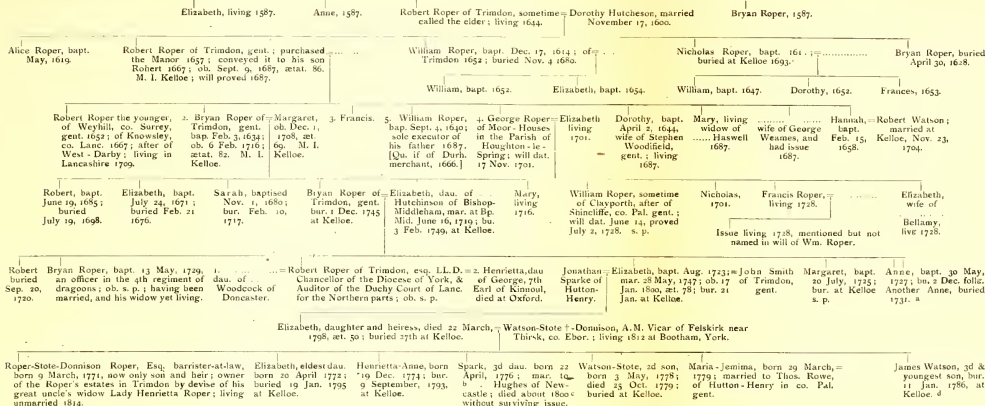 Elizabeth, living 1587.
Anne, 1587.
Robert Roper of Trimdon, sometime = Dorothy Hutcheson, married
called the elder; living 1644. November 17, 1600.
Bryan Roper, 1587.
Alice Roper, bapt.
May, 1619.
Robert Roper of Trimdon, gent.; purchased = ......
the Manor 1657; conveyed it to his son
Robert 1667; ob. Sept. 9, 1687, ætat. 86.
M. I. Kelloe; will proved 1687.
William Roper, bapt. Dec. 17, 1614; of =
Trimdon 1652; buried Nov. 4 1680.
Nicholas Roper, bapt. 161 . ; = ...............
buried at Kelloe 1693.
Bryan Roper, buried
April 30, 1628.
William, bapt. 1652.
Elizabeth, bapt. 1654.
William, bapt. 1647.
Dorothy, 1652.
Frances, 1653.
Robert Roper the younger,
of Weyhill, co. Surrey,
gent. 1652; of Knowsley,
co. Lanc. 1667; after of
West-Darby; living in
Lancashire 1709.
2. Bryan Roper of = Margaret,
Trimdon, gent. ob. Dec. 1,
bap. Feb. 3, 1634; 1708, æt.
ob. 6 Feb. 1716; 69. M. I.
ætat. 82. M. I. Kelloe.
Kelloe.
3. Francis.
5. William Roper,
bap. Sept. 4, 1640;
sole executor of
his father 1687.
[Qu. if of Durh.
merchant, 1666.]
4. George Roper = Elizabeth
of Moor-Houses living
in the Parish of 1701.
Houghton-le-
Spring; will dat.
17 Nov. 1701.
Dorothy, bapt.
April 2, 1644,
wife of Stephen
Woodifield,
gent.; living
1687.
Mary, living
widow of
...... Haswell
1687.
......
wife of George
Weames, and
had issue
1687.
Hannah, = Robert Watson;
bapt. married at
Feb. 15, Kelloe, Nov.
1658. 23, 1704.
Robert, bapt.
June 19, 1685;
buried
July 19, 1698.
Elizabeth, bapt.
July 24, 1671;
buried Feb. 21
1676.
Sarah, baptised
Nov. 1, 1680;
bur. Feb. 10,
1717.
Bryan Roper of = Elizabeth, dau. of
Trimdon, gent. Hutchinson of Bishop-
bur. 1 Dec. 1745 Middleham, mar. at Bp.
at Kelloe. Mid. June 16, 1719; bu.
3 Feb. 1749, at Kelloe.
Mary,
living
1716.
William Roper, sometime
of Clayporth, after of
Shincliffe, co. Pal. gent.;
will dat. June 14, proved
July 2, 1728. s. p.
Nicholas,
1701.
Francis Roper, =
living 1728.
Issue living 1728, mentioned but not
named in will of Wm. Roper.
Elizabeth,
wife of
Bellamy,
1728.
Robert
buried
Sep. 20,
1720.
Bryan Roper, bapt. 13 May, 1729,
an officer in the 4th regiment of
dragoons; ob. s. p.; having been
married, and his widow yet living.
1. ......
dau. of
Woodcock of
Doncaster.
= Robert Roper of Trimdon, esq. LL.D. = 2. Henrietta, dau
Chancellor of the Diocese of York, & of George, 7th
Auditor of the Duchy Court of Lanc. Earl of Kinnoul,
for the Northern parts; ob. s. p. died at Oxford.
Jonathan = Elizabeth, bapt. Aug. 1723; = John Smith
Sparke of mar. 28 May, 1747; ob. 17 of Trimdon,
Hutton- Jan. 1800, æt. 78; bur. 21 gent.
Henry. Jan. at Kelloe.
Margaret, bapt.
20 July, 1725;
bur. at Kelloe
s. p.
Anne, bapt. 30 May,
1727; bn. 2 Dec. follg.
Another Anne, buried
1731. a
Elizabeth, daughter and heiress, died 22 March, = Watson-Stote † -Donnison, A.M. Vicar of Felskirk near
1798, æt. 50; buried 27th at Kelloe. Thirsk, co. Ebor.; living 1812 at Bootham, York.
Roper-Stote-Donnison Roper, Esq. barrister-at-law,
born 9 March, 1771, now only son and heir; owner
of the Roper's estates in Trimdon by devise of his
great uncle's widow Lady Henrietta Roper; living
unmarried 1814.
Elizabeth, eldest dau.
born 20 April 1772;
buried 19 Jan. 1795
at Kelloe.
Henrietta-Anne, born
19 Dec. 1774; bur.
9 September, 1793,
at Kelloe.
Spark, 3d dau. born 22
April, 1776; mar. to
b . Hughes of New-
castle; died about 1800 c
without surviving issue.
Watson-Stote, 2d son,
born 3 May, 1778;
died 25 Oct. 1779;
buried at Kelloe.
Maria-Jemima, born 29 March, =
1779; married to Thos. Rowe,
of Hutton-Henry in co. Pal.
gent.
James Watson, 3d &
youngest son, bur.
11 Jan. 1786, at
Kelloe. d